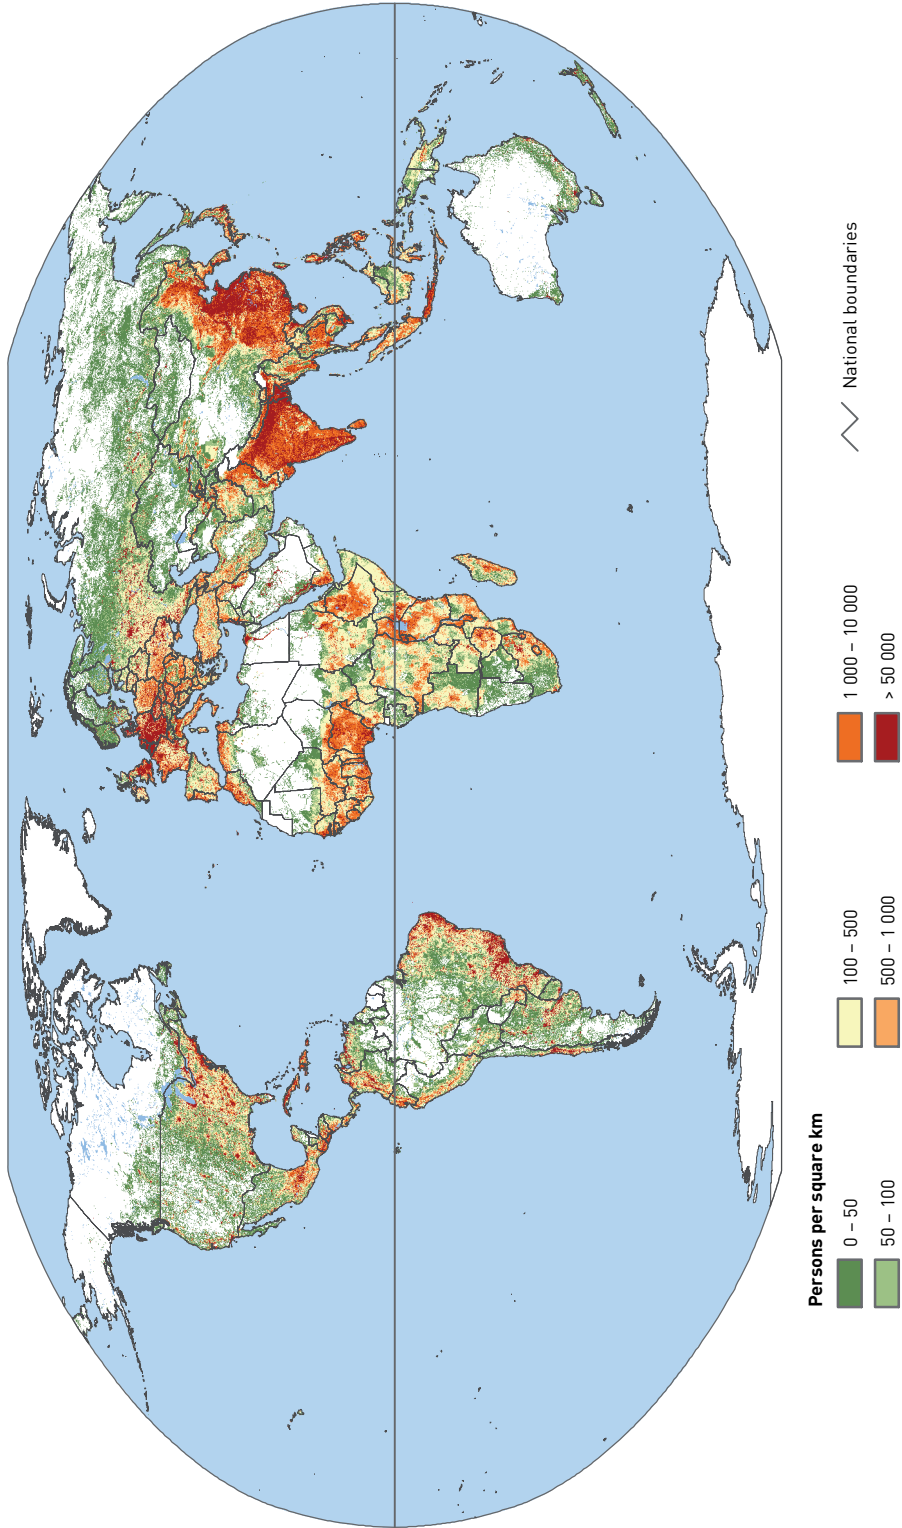 Persons per square km
0 – 50
100 – 500
1 000 – 10 000
National boundaries
50 – 100
500 – 1 000
> 50 000